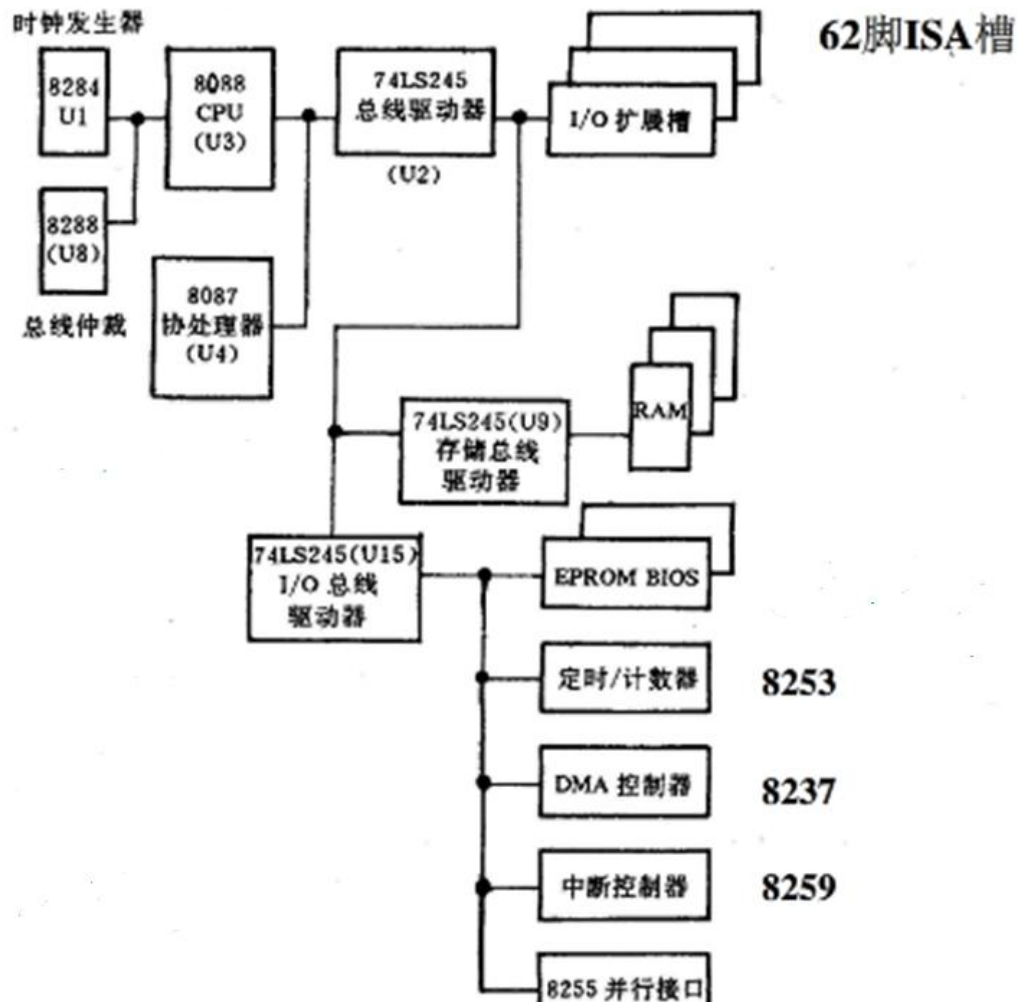 时钟发生器
62脚ISA槽
8284
U1
8088
CPU
(U3)
74LS245
总线驱动器
(U2)
I/O 扩展槽
8288
(U8)
总线仲裁
8087
协处理器
(U4)
RAM
74LS245(U9)
存储总线
驱动器
74LS245(U15)
I/O 总线
驱动器
EPROM BIOS
定时/计数器
8253
DMA 控制器
8237
中断控制器
8259
8255 并行接口